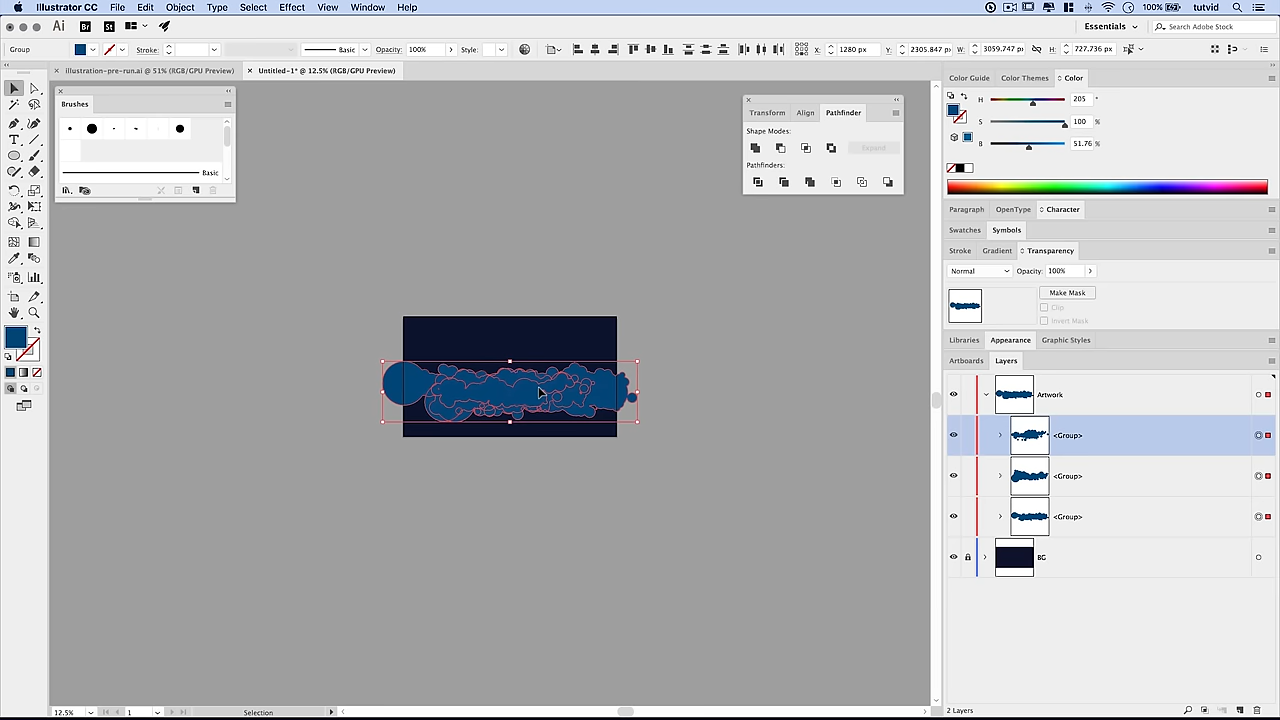 Illustrator CC File Edit Object Type Select Effect View Window Help 100% tutvid
Ai Br St Essentials Search Adobe Stock
Group Stroke: Basic Opacity: 100% Style: X: 1280 px Y: 2305.847 px W: 3059.747 px H: 727.736 px
illustration-pre-run.ai @ 51% (RGB/GPU Preview) Untitled-1* @ 12.5% (RGB/GPU Preview)
Brushes
Basic
Transform Align Pathfinder
Shape Modes:
Expand
Pathfinders:
Color Guide Color Themes Color
H 205 °
S 100 %
B 51.76 %
Paragraph OpenType Character
Swatches Symbols
Stroke Gradient Transparency
Normal Opacity: 100%
Make Mask
Clip
Invert Mask
Libraries Appearance Graphic Styles
Artboards Layers
Artwork
<Group>
<Group>
<Group>
BG
12.5% 1 Selection 2 Layers